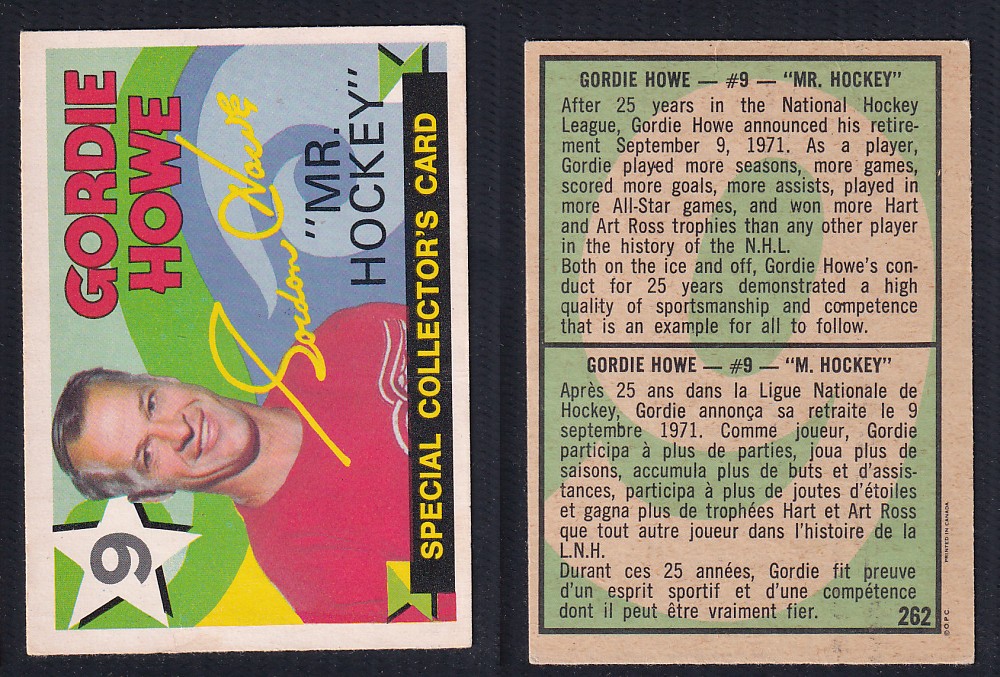 GORDIE
HOWE
Gordon Howe
"MR.
HOCKEY"
SPECIAL COLLECTOR'S CARD
9
GORDIE HOWE — #9 — "MR. HOCKEY"
After 25 years in the National Hockey
League, Gordie Howe announced his retire-
ment September 9, 1971. As a player,
Gordie played more seasons, more games,
scored more goals, more assists, played in
more All-Star games, and won more Hart
and Art Ross trophies than any other player
in the history of the N.H.L.
Both on the ice and off, Gordie Howe's con-
duct for 25 years demonstrated a high
quality of sportsmanship and competence
that is an example for all to follow.
GORDIE HOWE — #9 — "M. HOCKEY"
Après 25 ans dans la Ligue Nationale de
Hockey, Gordie annonça sa retraite le 9
septembre 1971. Comme joueur, Gordie
participa à plus de parties, joua plus de
saisons, accumula plus de buts et d'assis-
tances, participa à plus de joutes d'étoiles
et gagna plus de trophées Hart et Art Ross
que tout autre joueur dans l'histoire de la
L.N.H.
Durant ces 25 années, Gordie fit preuve
d'un esprit sportif et d'une compétence
dont il peut être vraiment fier.
262
©O.P.C. PRINTED IN CANADA